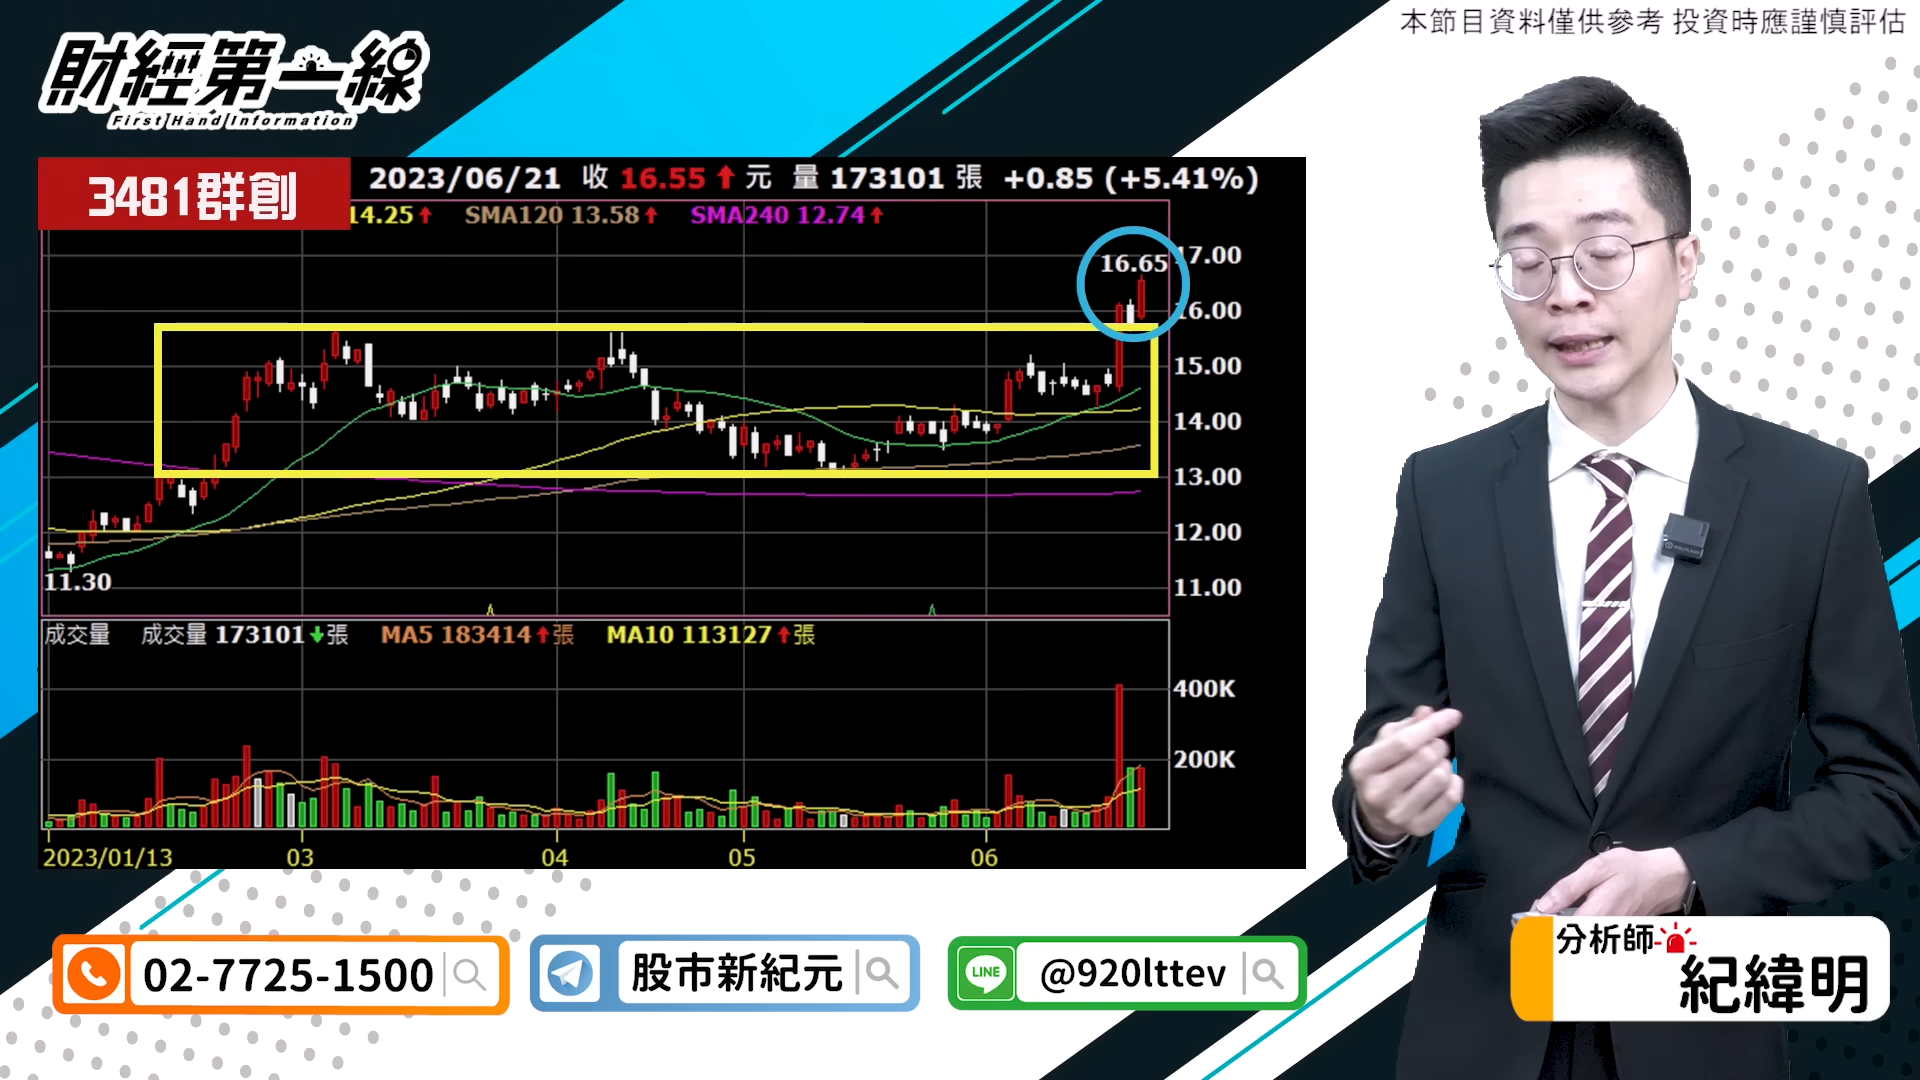 本節目資料僅供參考 投資時應謹慎評估
財經第一線
First Hand Information
3481群創
2023/06/21 收 16.55 元 量 173101 張 +0.85 (+5.41%)
14.25 SMA120 13.58 SMA240 12.74
16.65
17.00
16.00
15.00
14.00
13.00
12.00
11.30
11.00
成交量 成交量 173101 張 MA5 183414 張 MA10 113127 張
400K
200K
2023/01/13 03 04 05 06
02-7725-1500
股市新紀元
LINE
@920lttev
分析師
紀緯明